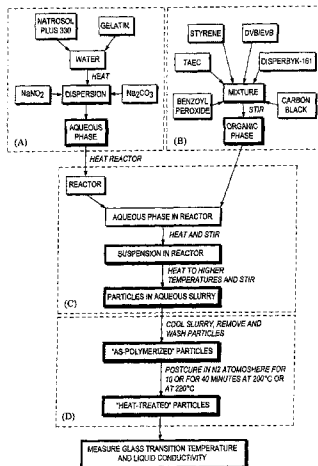 NATROSOL
PLUS 330
GELATIN
WATER
HEAT
NaNO2
DISPERSION
Na2CO3
AQUEOUS
PHASE
(A)
STYRENE
DVB/EVB
TAEC
DISPERBYK-161
MIXTURE
BENZOYL
PEROXIDE
STIR
CARBON
BLACK
ORGANIC
PHASE
(B)
HEAT REACTOR
REACTOR
AQUEOUS PHASE IN REACTOR
HEAT AND STIR
SUSPENSION IN REACTOR
HEAT TO HIGHER
TEMPERATURES AND STIR
PARTICLES IN AQUEOUS SLURRY
(C)
COOL SLURRY, REMOVE AND
WASH PARTICLES
"AS-POLYMERIZED" PARTICLES
POSTCURE IN N2 ATOMOSHERE FOR
10 OR FOR 40 MINUTES AT 200°C OR
AT 220°C
"HEAT-TREATED" PARTICLES
(D)
MEASURE GLASS TRANSITION TEMPERATURE
AND LIQUID CONDUCTIVITY